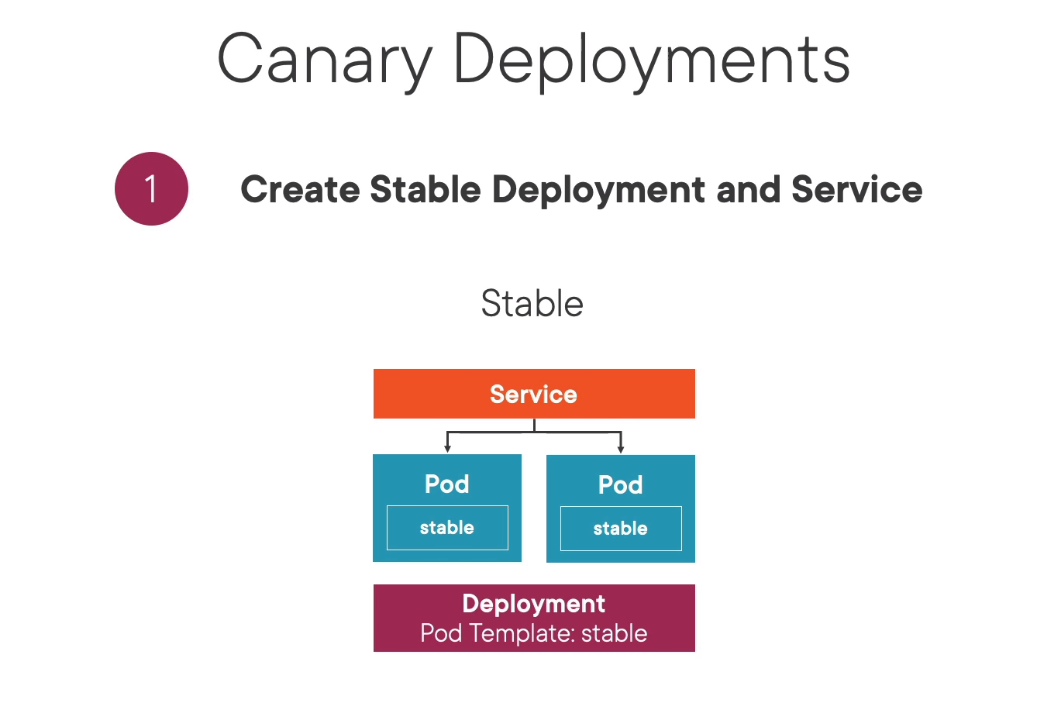 Canary Deployments
1
Create Stable Deployment and Service
Stable
Service
Pod
stable
Pod
stable
Deployment
Pod Template: stable